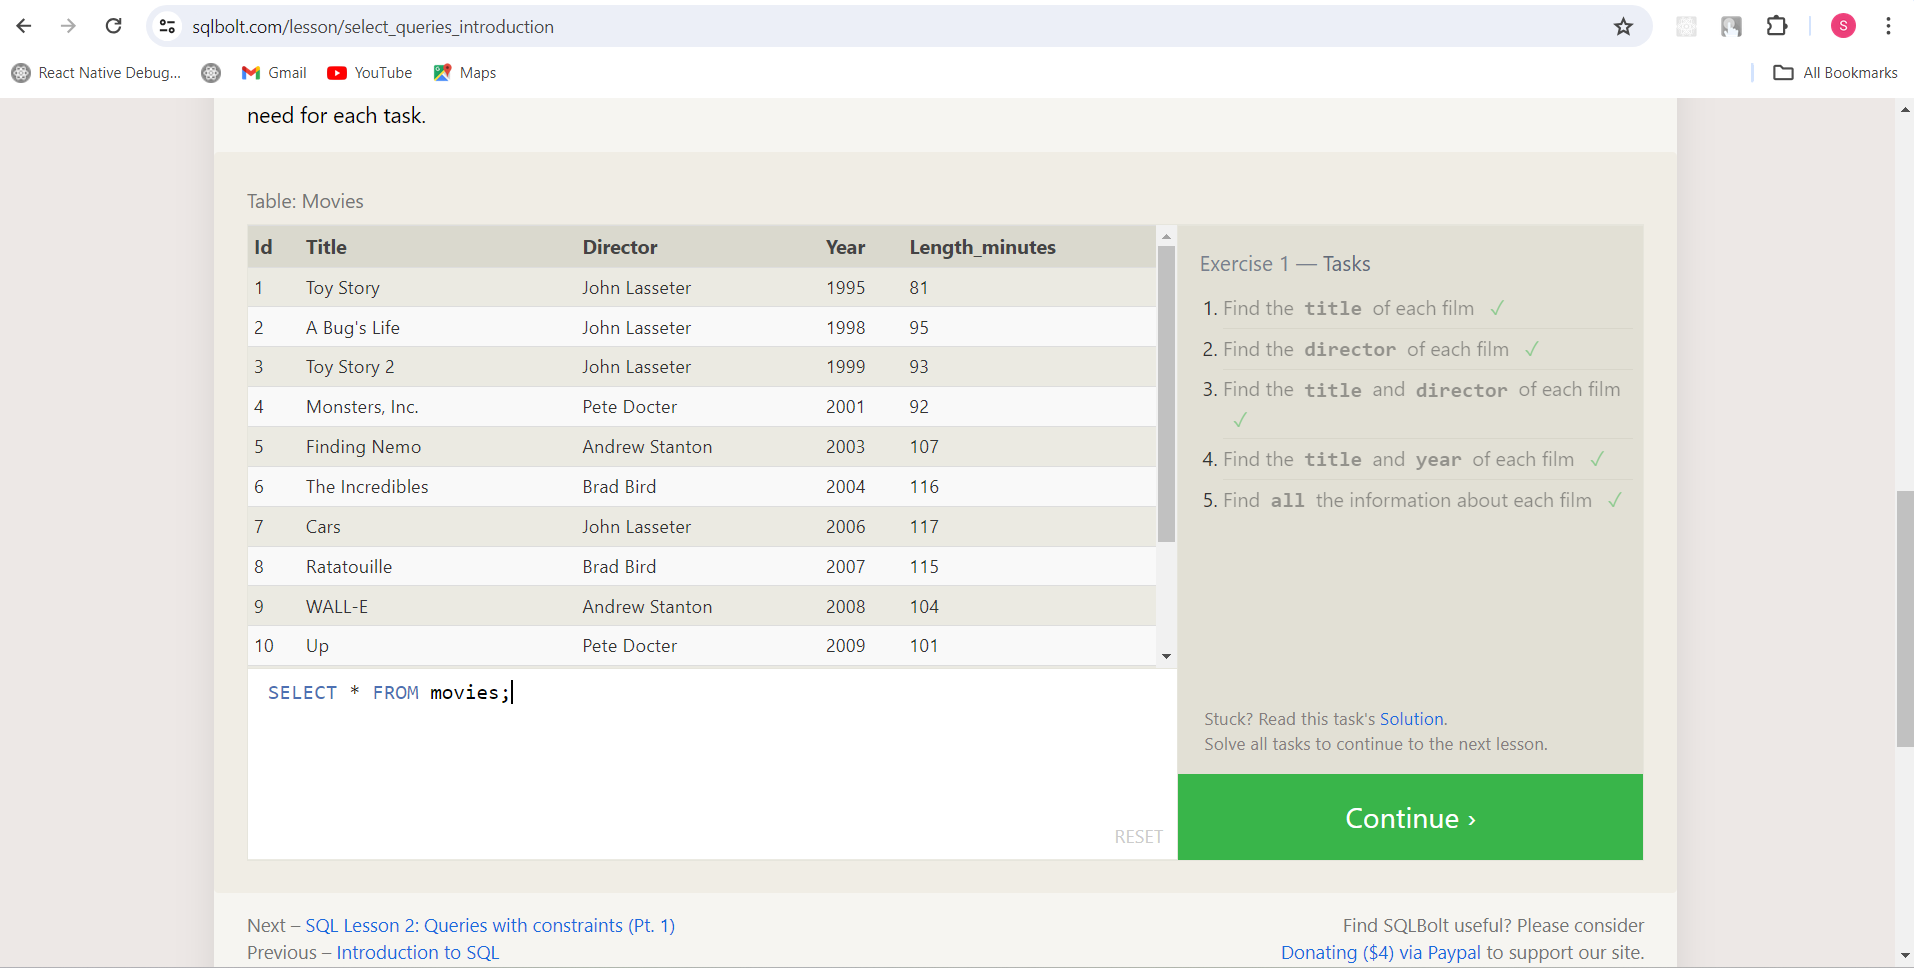 sqlbolt.com/lesson/select_queries_introduction
S
React Native Debug...
Gmail
YouTube
Maps
All Bookmarks
need for each task.
Table: Movies
Id Title Director Year Length_minutes
1 Toy Story John Lasseter 1995 81
2 A Bug's Life John Lasseter 1998 95
3 Toy Story 2 John Lasseter 1999 93
4 Monsters, Inc. Pete Docter 2001 92
5 Finding Nemo Andrew Stanton 2003 107
6 The Incredibles Brad Bird 2004 116
7 Cars John Lasseter 2006 117
8 Ratatouille Brad Bird 2007 115
9 WALL-E Andrew Stanton 2008 104
10 Up Pete Docter 2009 101
SELECT * FROM movies;
RESET
Exercise 1 — Tasks
1. Find the title of each film ✓
2. Find the director of each film ✓
3. Find the title and director of each film
✓
4. Find the title and year of each film ✓
5. Find all the information about each film ✓
Stuck? Read this task's Solution.
Solve all tasks to continue to the next lesson.
Continue ›
Next – SQL Lesson 2: Queries with constraints (Pt. 1)
Previous – Introduction to SQL
Find SQLBolt useful? Please consider
Donating ($4) via Paypal to support our site.